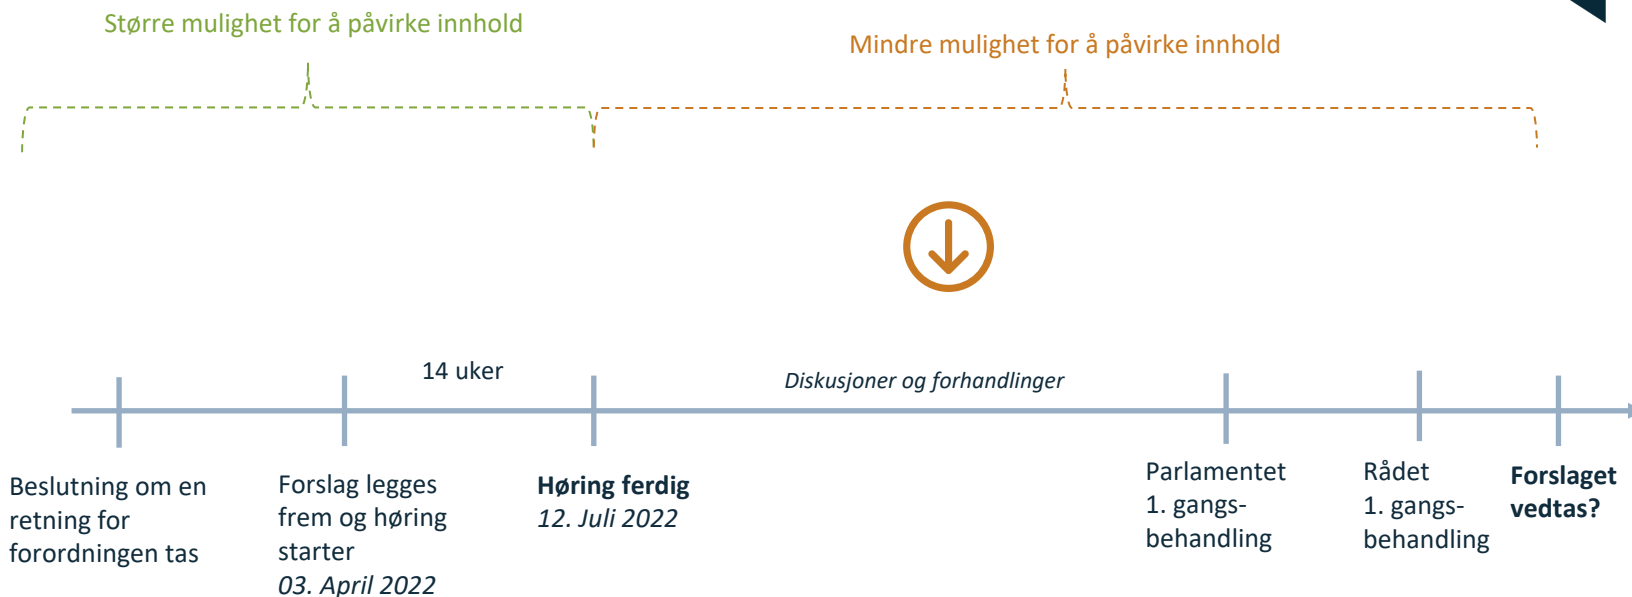 Større mulighet for å påvirke innhold
Mindre mulighet for å påvirke innhold
14 uker
Diskusjoner og forhandlinger
Beslutning om en
retning for
forordningen tas
Forslag legges
frem og høring
starter
03. April 2022
Høring ferdig
12. Juli 2022
Parlamentet
1. gangs-
behandling
Rådet
1. gangs-
behandling
Forslaget
vedtas?